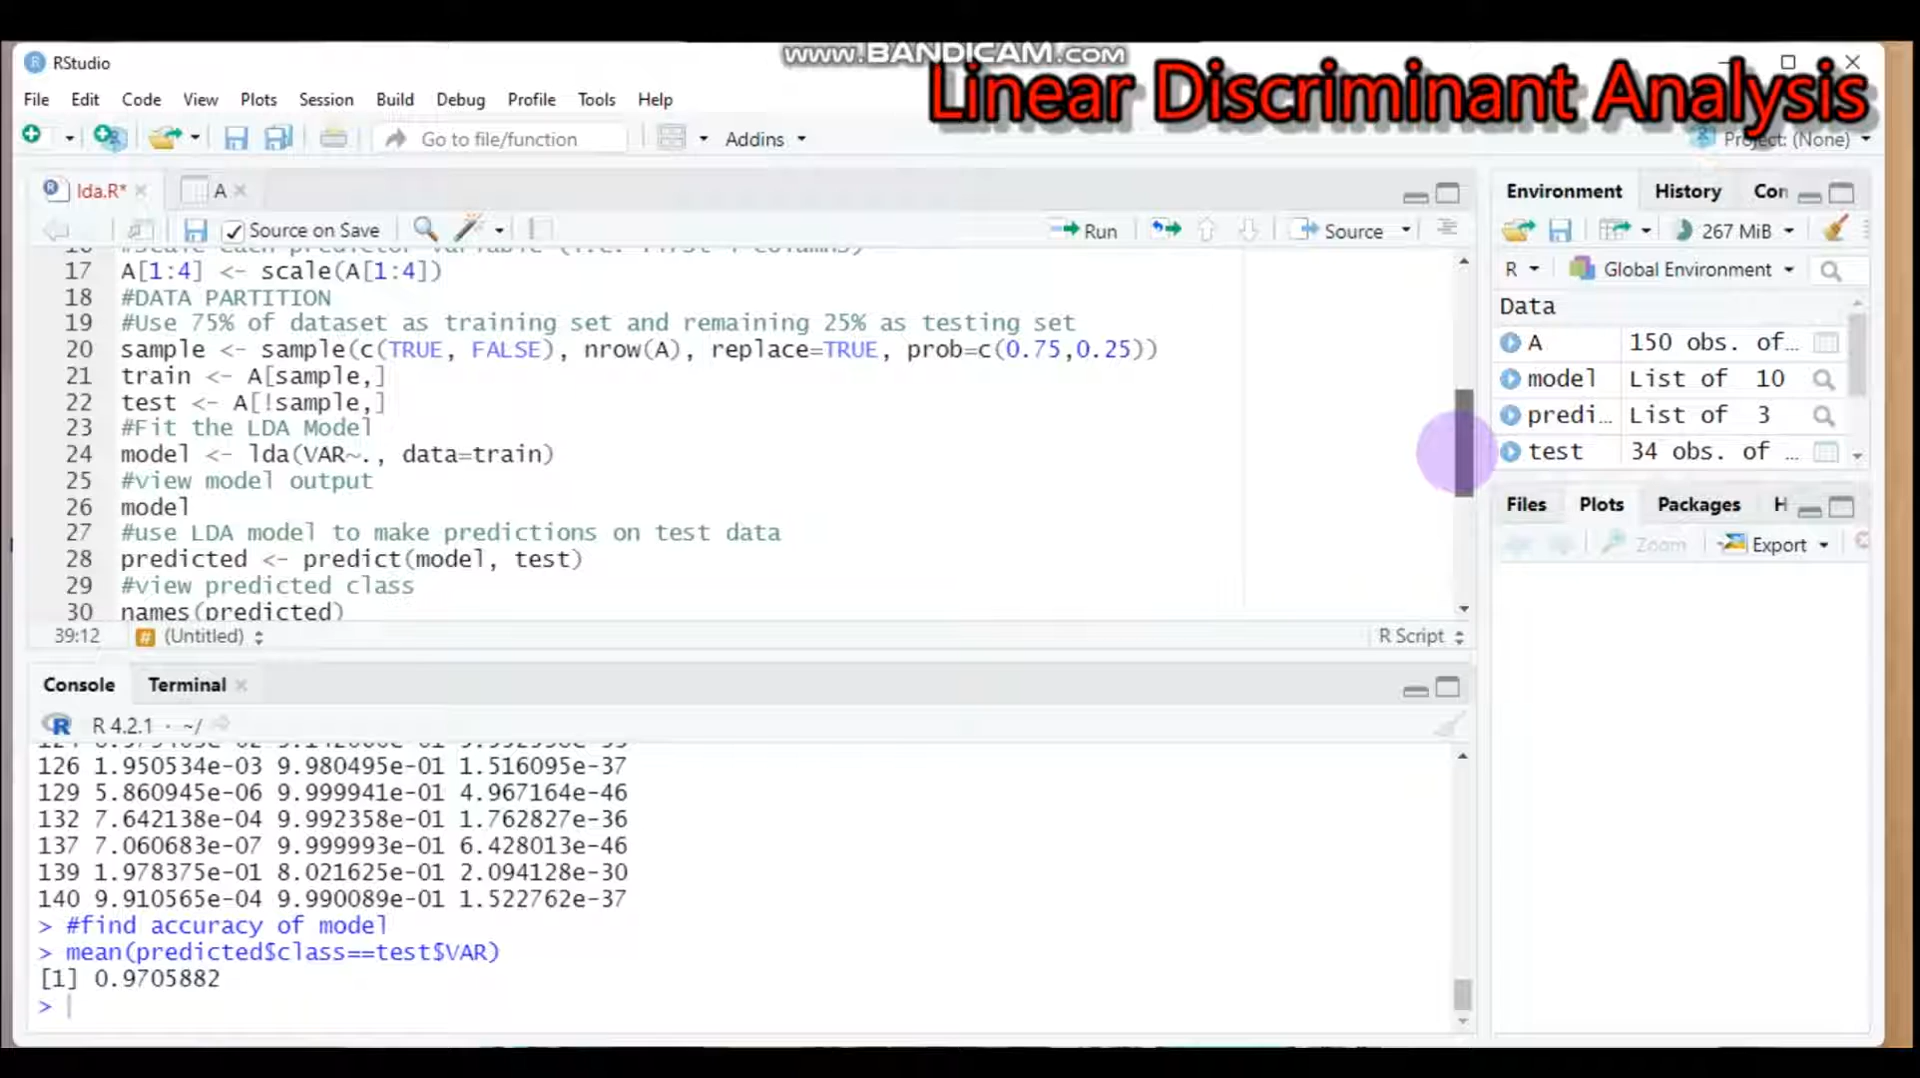 www.BANDICAM.com
RStudio
Linear Discriminant Analysis
File Edit Code View Plots Session Build Debug Profile Tools Help
Go to file/function
Addins
Project: (None)
lda.R*
A
Source on Save
Run
Source
17 A[1:4] <- scale(A[1:4])
18 #DATA PARTITION
19 #Use 75% of dataset as training set and remaining 25% as testing set
20 sample <- sample(c(TRUE, FALSE), nrow(A), replace=TRUE, prob=c(0.75,0.25))
21 train <- A[sample,]
22 test <- A[!sample,]
23 #Fit the LDA Model
24 model <- lda(VAR~., data=train)
25 #view model output
26 model
27 #use LDA model to make predictions on test data
28 predicted <- predict(model, test)
29 #view predicted class
30 names(predicted)
39:12 # (Untitled) R Script
Console Terminal
R 4.2.1 · ~/
126 1.950534e-03 9.980495e-01 1.516095e-37
129 5.860945e-06 9.999941e-01 4.967164e-46
132 7.642138e-04 9.992358e-01 1.762827e-36
137 7.060683e-07 9.999993e-01 6.428013e-46
139 1.978375e-01 8.021625e-01 2.094128e-30
140 9.910565e-04 9.990089e-01 1.522762e-37
> #find accuracy of model
> mean(predicted$class==test$VAR)
[1] 0.9705882
>
Environment History Con
267 MiB
R Global Environment
Data
A 150 obs. of…
model List of 10
predi… List of 3
test 34 obs. of …
Files Plots Packages H
Zoom Export